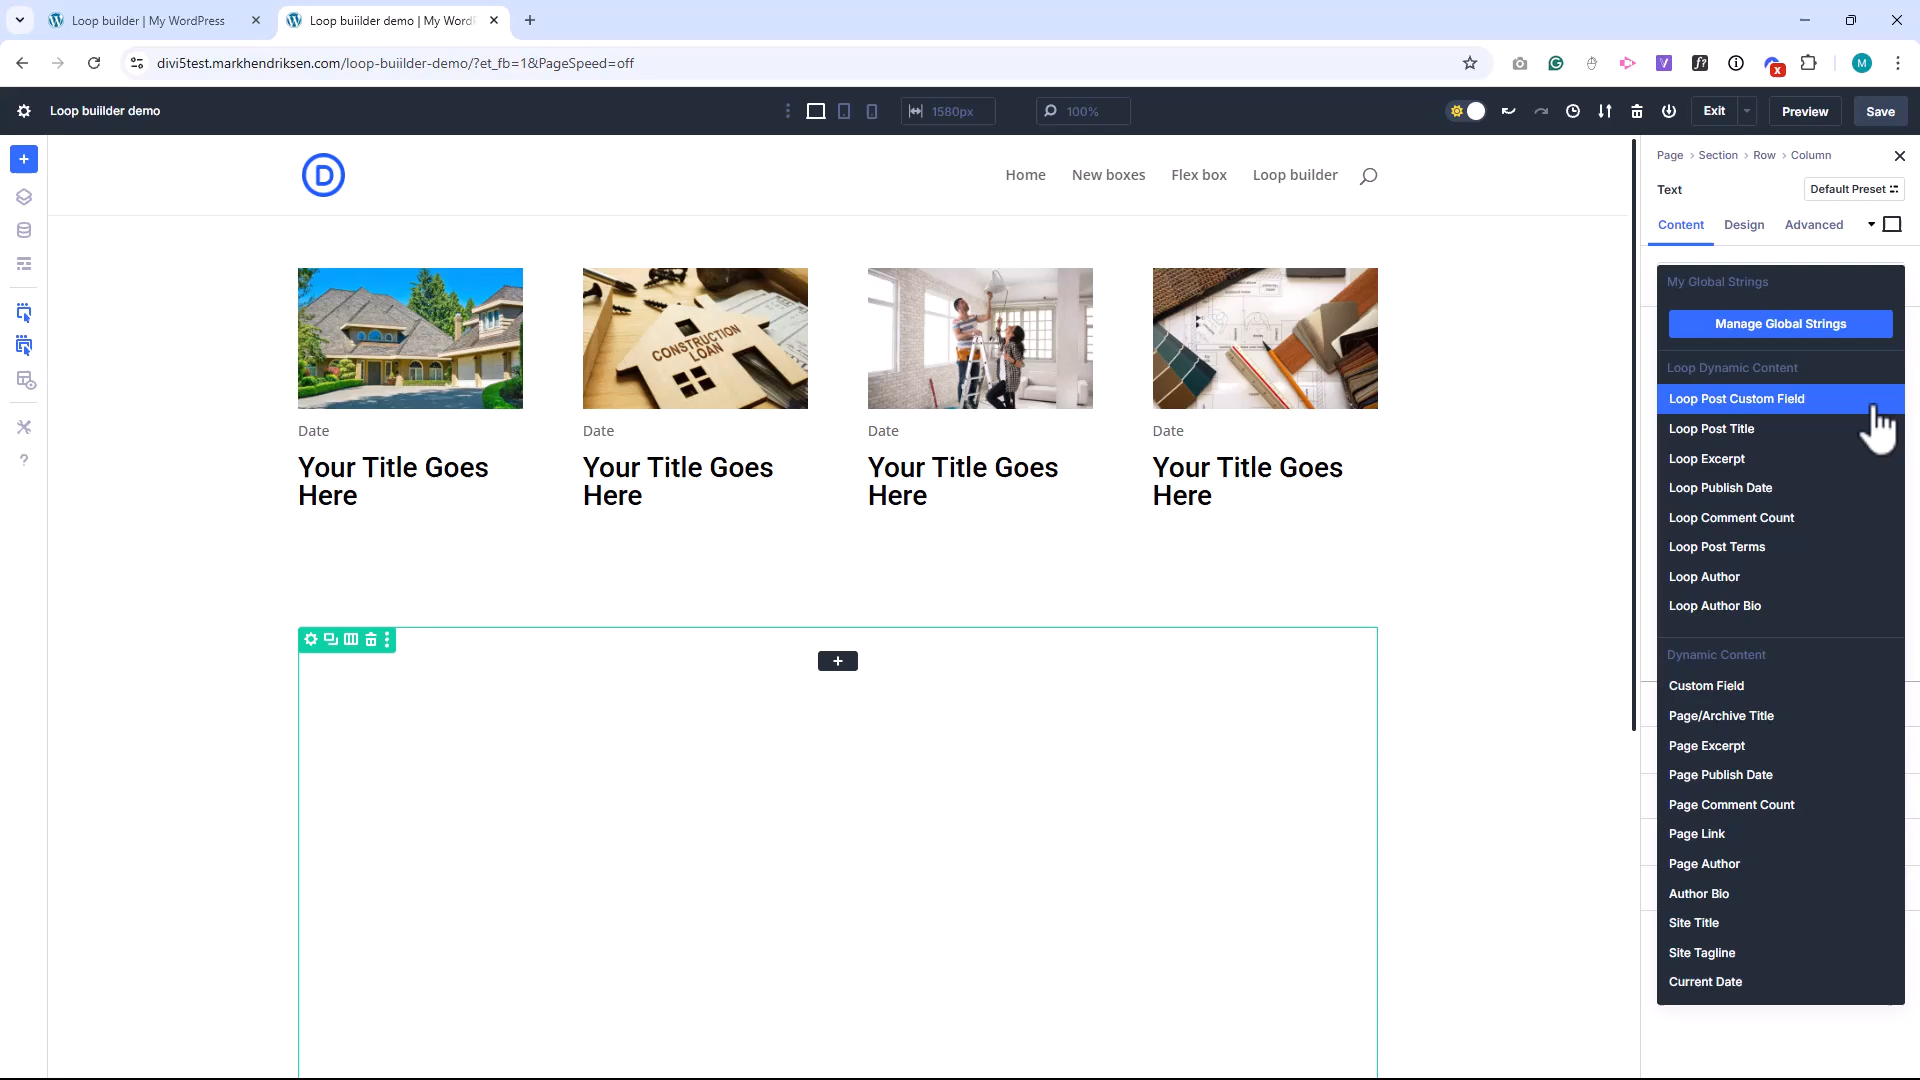 Loop builder | My WordPress
Loop buiilder demo | My WordP
divi5test.markhendriksen.com/loop-buiilder-demo/?et_fb=1&PageSpeed=off
f?
V
x
M
Loop buiilder demo
1580px
100%
Exit
Preview
Save
D
Home
New boxes
Flex box
Loop builder
Page > Section > Row > Column
Text
Default Preset
Content
Design
Advanced
CONSTRUCTION
LOAN
Date
Date
Date
Date
Your Title Goes
Here
Your Title Goes
Here
Your Title Goes
Here
Your Title Goes
Here
My Global Strings
Manage Global Strings
Loop Dynamic Content
Loop Post Custom Field
Loop Post Title
Loop Excerpt
Loop Publish Date
Loop Comment Count
Loop Post Terms
Loop Author
Loop Author Bio
Dynamic Content
Custom Field
Page/Archive Title
Page Excerpt
Page Publish Date
Page Comment Count
Page Link
Page Author
Author Bio
Site Title
Site Tagline
Current Date